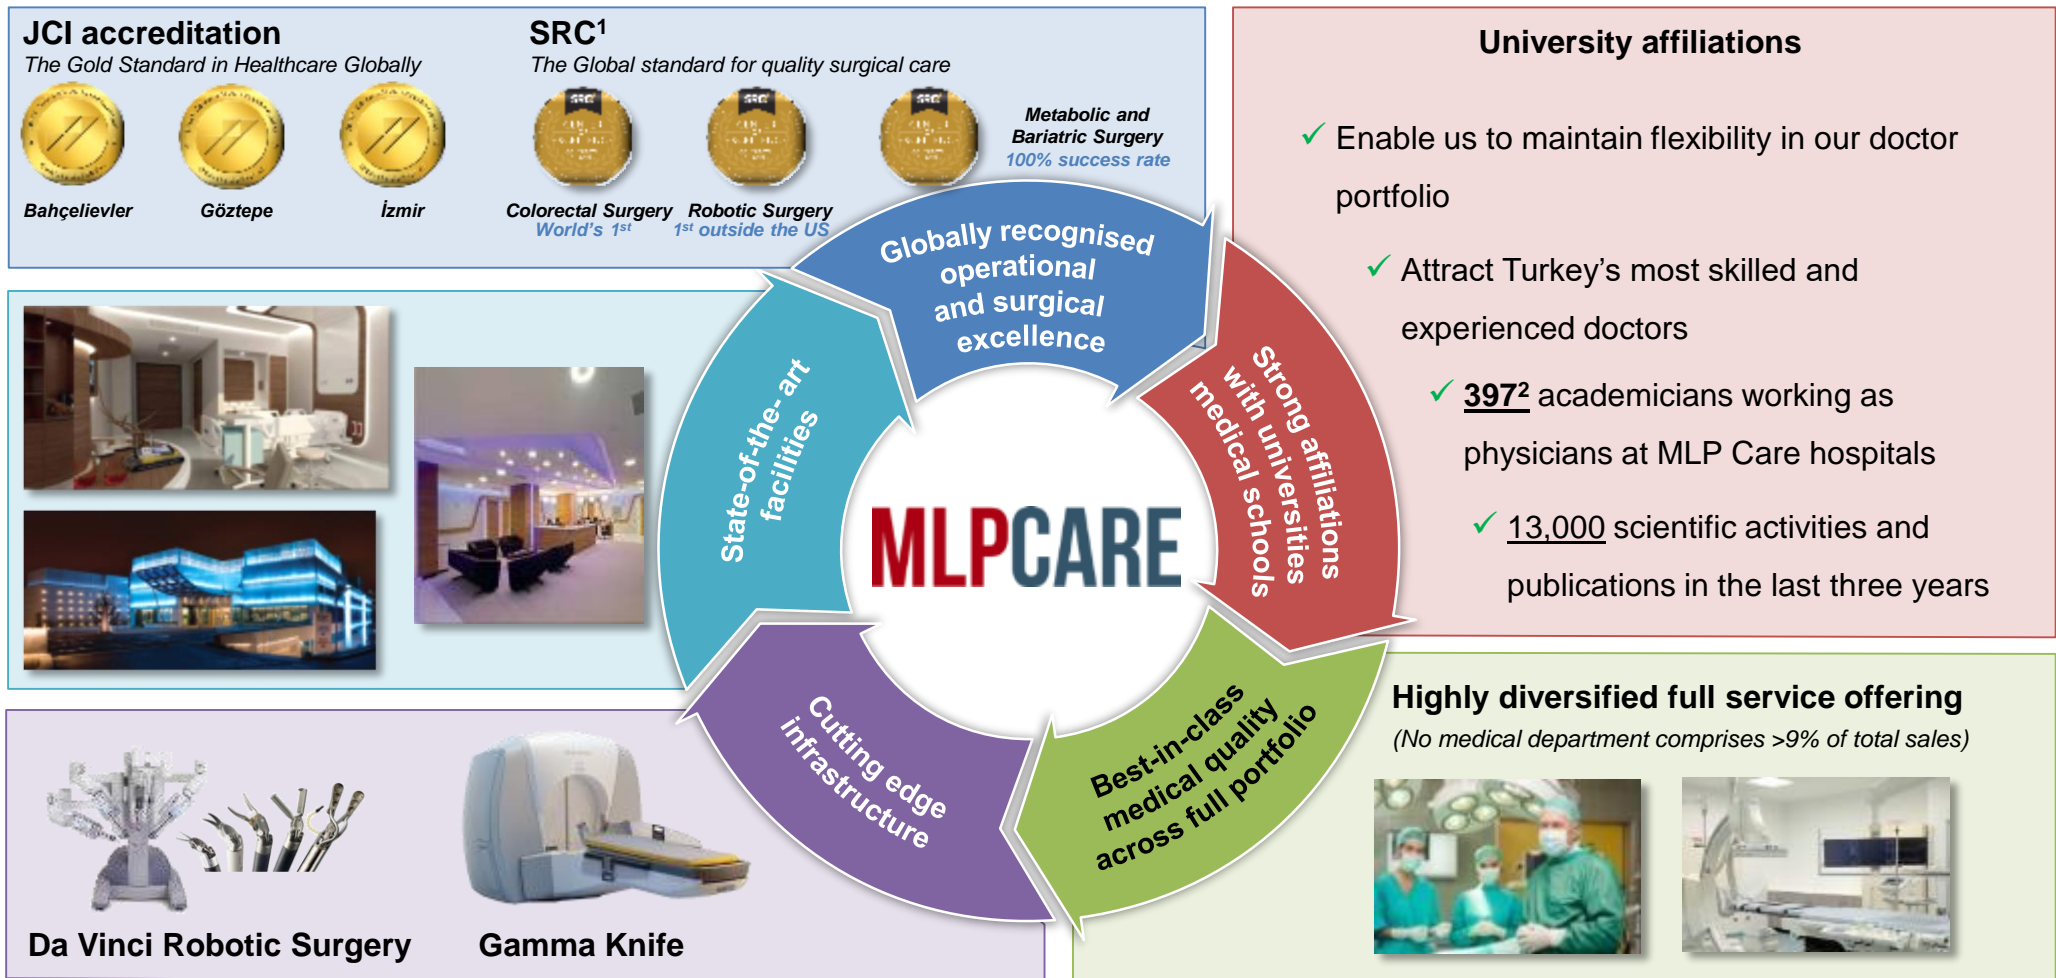 JCI accreditation
The Gold Standard in Healthcare Globally
Bahçelievler
Göztepe
İzmir
SRC¹
The Global standard for quality surgical care
SRC
SRC
SRC
Colorectal Surgery
World's 1st
Robotic Surgery
1st outside the US
Metabolic and
Bariatric Surgery
100% success rate
Globally recognised
operational
and surgical
excellence
University affiliations
✓ Enable us to maintain flexibility in our doctor
portfolio
✓ Attract Turkey’s most skilled and
experienced doctors
✓ 397² academicians working as
physicians at MLP Care hospitals
✓ 13,000 scientific activities and
publications in the last three years
Strong affiliations
with universities
medical schools
State-of-the- art
facilities
MLPCARE
Best-in-class
medical quality
across full portfolio
Highly diversified full service offering
(No medical department comprises >9% of total sales)
Cutting edge
infrastructure
Da Vinci Robotic Surgery
Gamma Knife